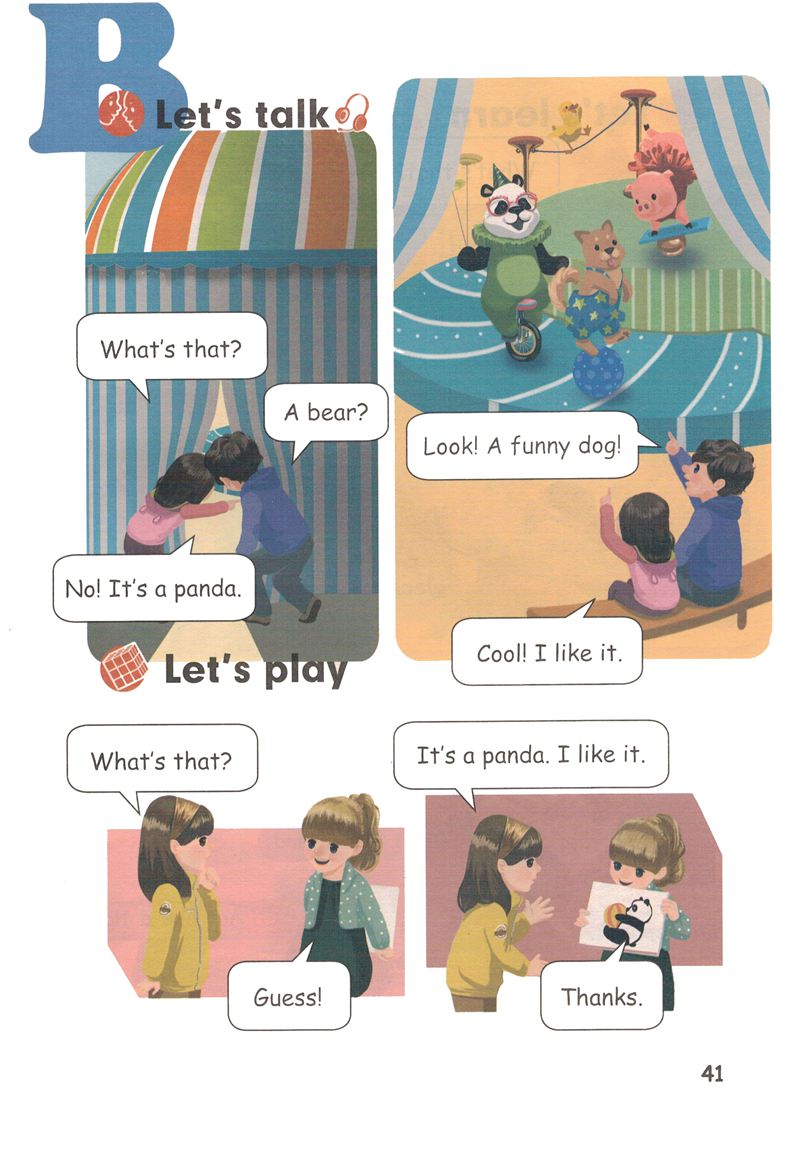 B
Let's talk
What's that?
A bear?
No! It's a panda.
Look! A funny dog!
Cool! I like it.
Let's play
What's that?
Guess!
It's a panda. I like it.
Thanks.
41